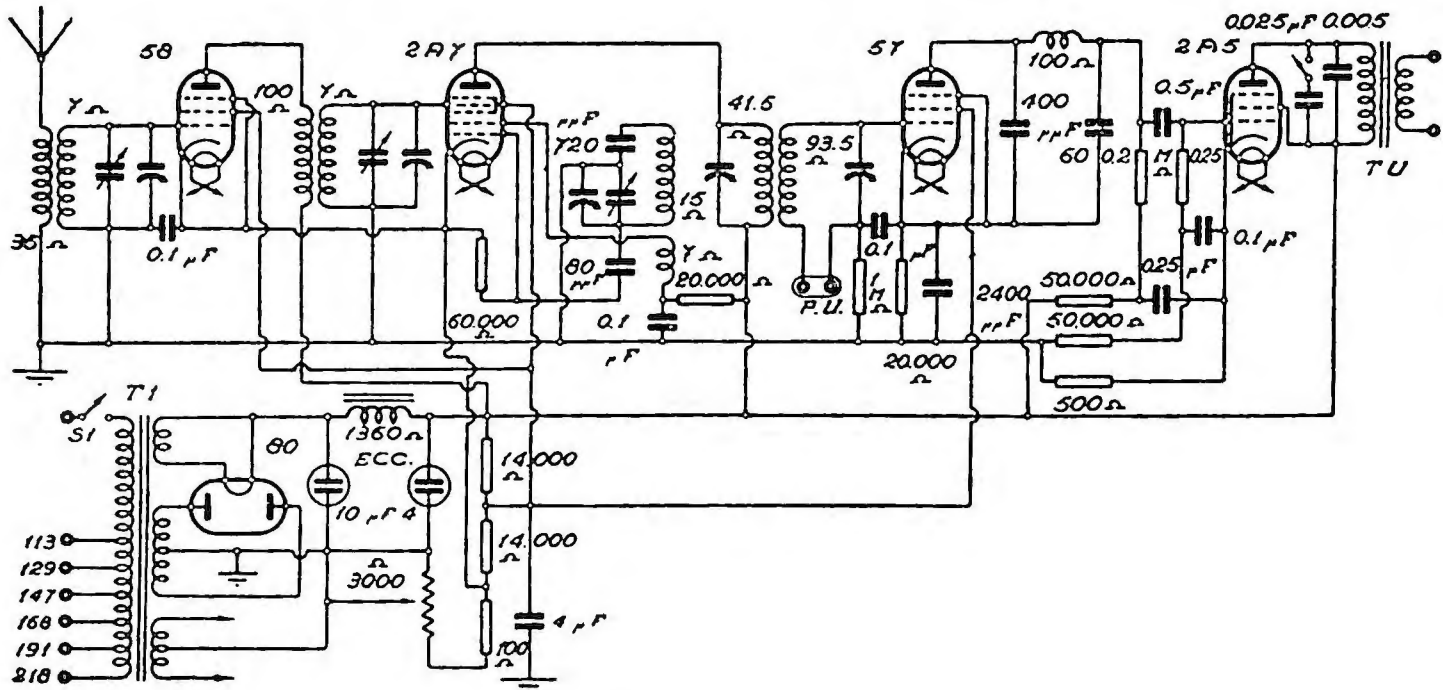 58
2A7
57
2A5
0.025 µF 0.005
7 Ω
100 Ω
7 Ω
µµF
720
41.5 Ω
93.5 Ω
100 Ω
400 µµF
60
0.2 MΩ
0.5 µF
0.25
TU
35 Ω
0.1 µF
15 Ω
80 µµF
7 Ω
20.000 Ω
0.1 µF
1 MΩ
P.U.
0.1 µF
0.25 µF
60.000 Ω
0.1 µF
2400 µµF
50.000 Ω
50.000 Ω
20.000 Ω
500 Ω
T1
S1
80
1360 Ω
ECC.
14.000 Ω
10 µF 4
14.000 Ω
Ω
3000
4 µF
100 Ω
113
129
147
168
191
218